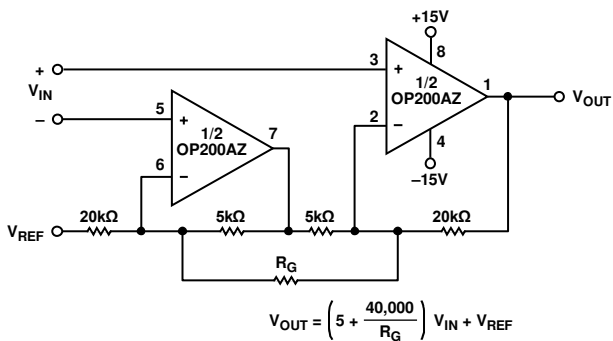 +15V
8
+
3
+
1
V_IN
1/2
OP200AZ
V_OUT
–
5
+
1/2
OP200AZ
7
2
–
4
6
–
–15V
V_REF
20kΩ
5kΩ
5kΩ
20kΩ
R_G
V_OUT = (5 + 40,000 / R_G) V_IN + V_REF